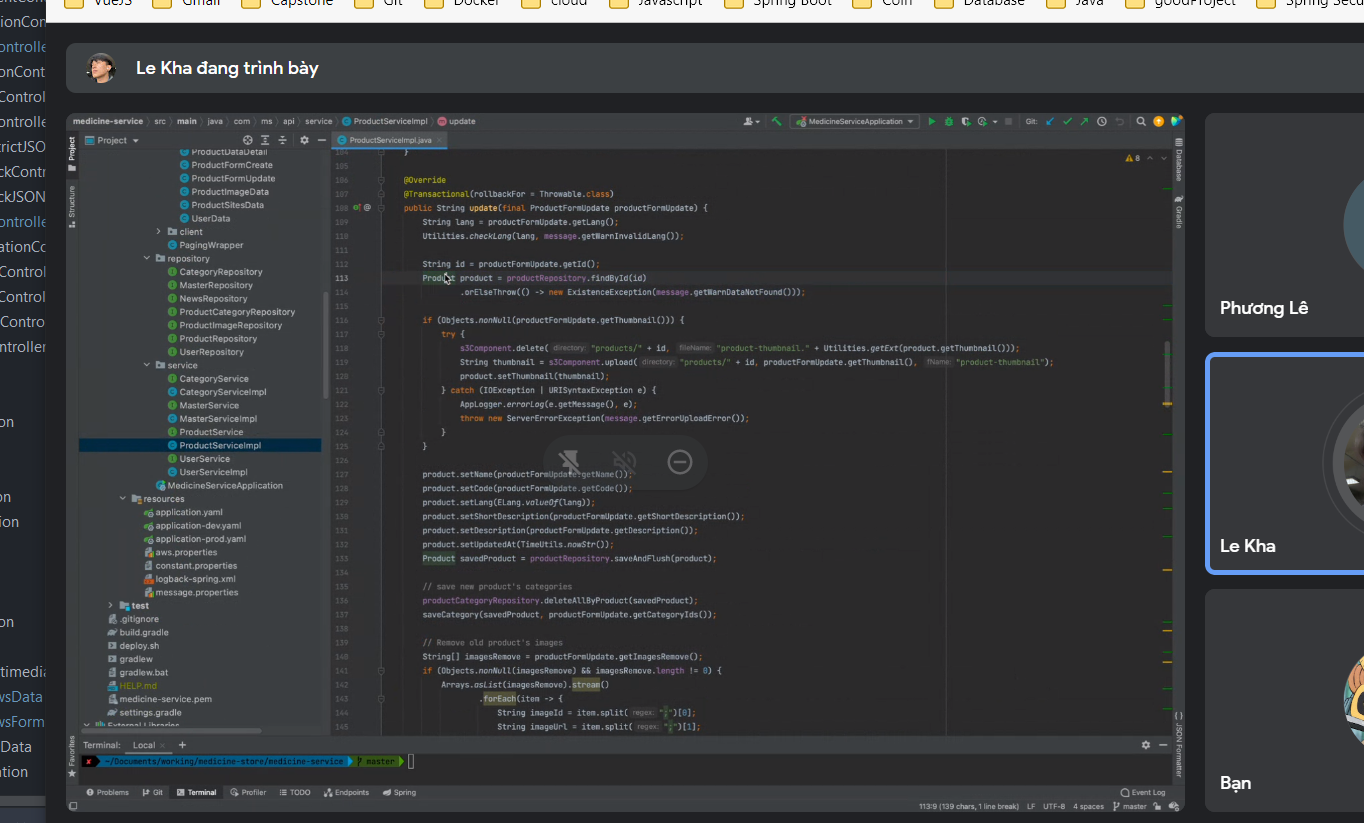 VueJS Gmail Capstone Git Docker cloud Javascript Spring Boot Coin Database Java goodProject Spring Secu
Le Kha đang trình bày
medicine-service src main java com ms api service ProductServiceImpl update
MedicineServiceApplication Git:
Project
ProductServiceImpl.java
ProductDataDetail
ProductFormCreate
ProductFormUpdate
ProductImageData
ProductSitesData
UserData
client
PagingWrapper
repository
CategoryRepository
MasterRepository
NewsRepository
ProductCategoryRepository
ProductImageRepository
ProductRepository
UserRepository
service
CategoryService
CategoryServiceImpl
MasterService
MasterServiceImpl
ProductService
ProductServiceImpl
UserService
UserServiceImpl
MedicineServiceApplication
resources
application.yaml
application-dev.yaml
application-prod.yaml
aws.properties
constant.properties
logback-spring.xml
message.properties
test
.gitignore
build.gradle
deploy.sh
gradlew
gradlew.bat
HELP.md
medicine-service.pem
settings.gradle
External Libraries
104 }
105
106 @Override
107 @Transactional(rollbackFor = Throwable.class)
108 public String update(final ProductFormUpdate productFormUpdate) {
109 String lang = productFormUpdate.getLang();
110 Utilities.checkLang(lang, message.getWarnInvalidLang());
111
112 String id = productFormUpdate.getId();
113 Product product = productRepository.findById(id)
114 .orElseThrow(() -> new ExistenceException(message.getWarnDataNotFound()));
115
116 if (Objects.nonNull(productFormUpdate.getThumbnail())) {
117 try {
118 s3Component.delete( directory: "products/" + id, fileName: "product-thumbnail." + Utilities.getExt(product.getThumbnail()));
119 String thumbnail = s3Component.upload( directory: "products/" + id, productFormUpdate.getThumbnail(), fName: "product-thumbnail");
120 product.setThumbnail(thumbnail);
121 } catch (IOException | URISyntaxException e) {
122 AppLogger.errorLog(e.getMessage(), e);
123 throw new ServerErrorException(message.getErrorUploadError());
124 }
125 }
126
127 product.setName(productFormUpdate.getName());
128 product.setCode(productFormUpdate.getCode());
129 product.setLang(ELang.valueOf(lang));
130 product.setShortDescription(productFormUpdate.getShortDescription());
131 product.setDescription(productFormUpdate.getDescription());
132 product.setUpdatedAt(TimeUtils.nowStr());
133 Product savedProduct = productRepository.saveAndFlush(product);
134
135 // save new product's categories
136 productCategoryRepository.deleteAllByProduct(savedProduct);
137 saveCategory(savedProduct, productFormUpdate.getCategoryIds());
138
139 // Remove old product's images
140 String[] imagesRemove = productFormUpdate.getImagesRemove();
141 if (Objects.nonNull(imagesRemove) && imagesRemove.length != 0) {
142 Arrays.asList(imagesRemove).stream()
143 .forEach(item -> {
144 String imageId = item.split( regex: ";")[0];
145 String imageUrl = item.split( regex: ";")[1];
8
Project
Structure
Favorites
Database
Gradle
JSON Formatter
Terminal: Local +
~/Documents/working/medicine-store/medicine-service master
Problems Git Terminal Profiler TODO Endpoints Spring Event Log
113:9 (139 chars, 1 line break) LF UTF-8 4 spaces master
Phương Lê
Le Kha
Bạn